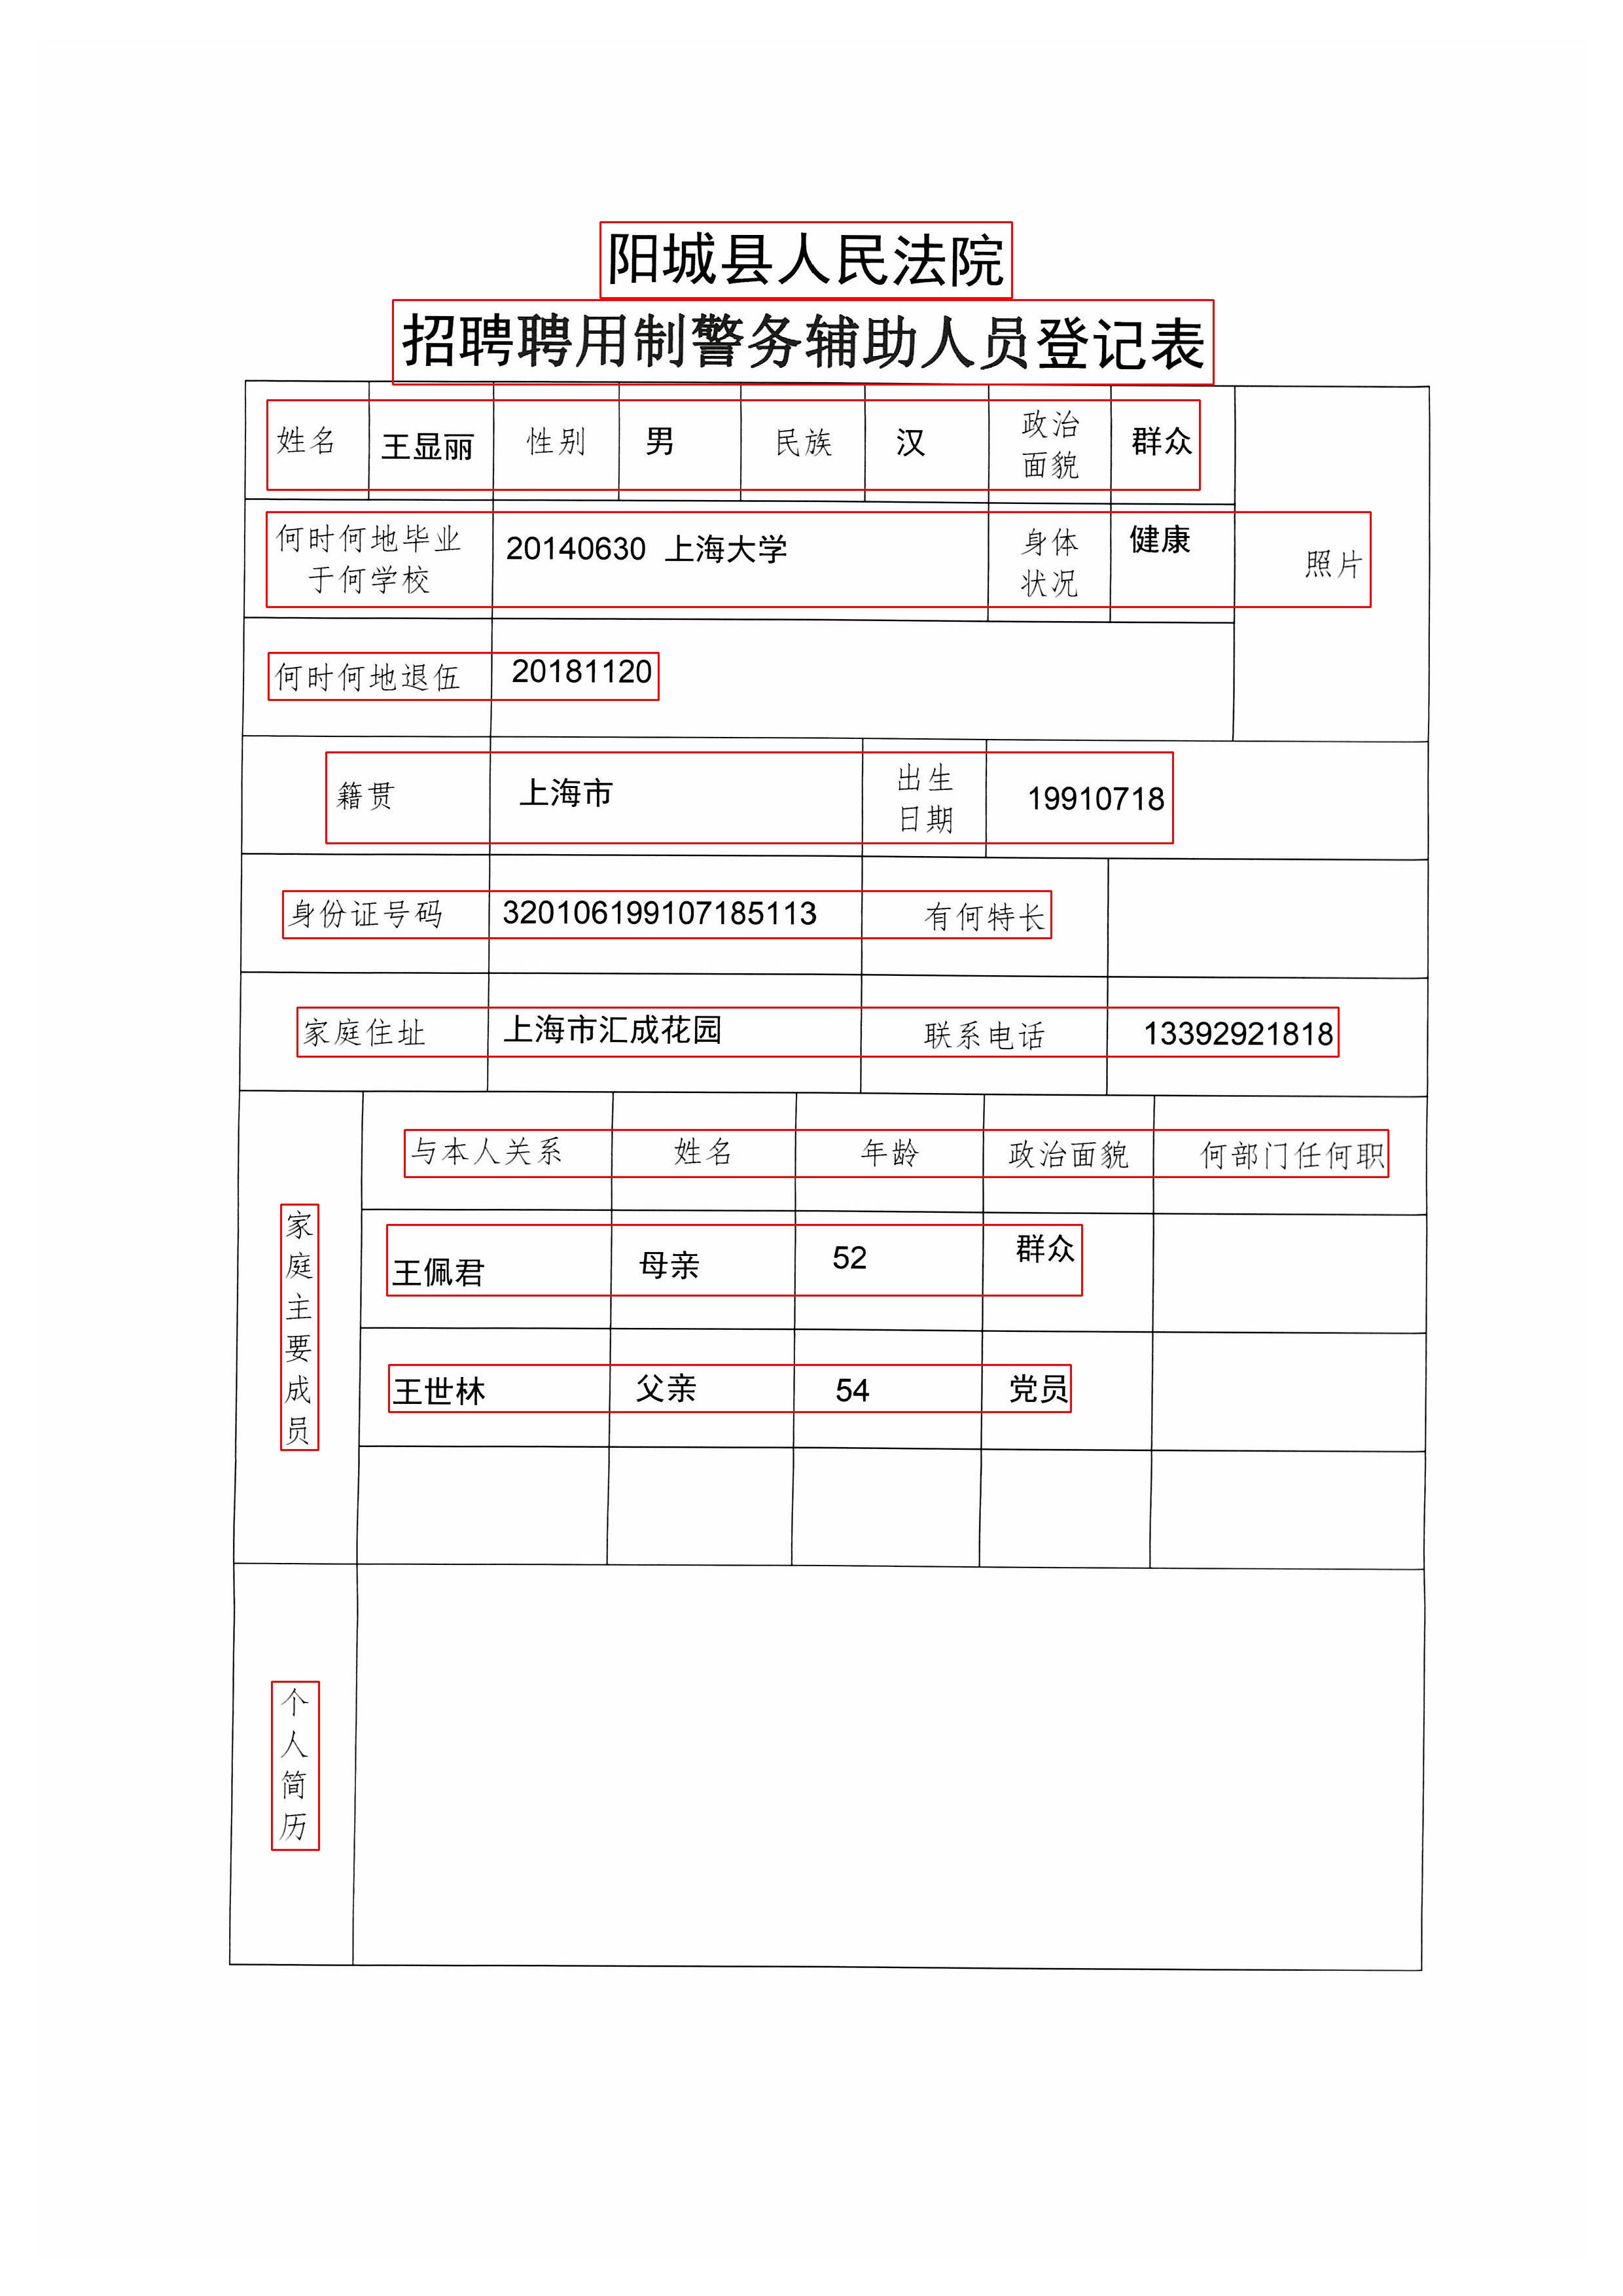 阳城县人民法院
招聘聘用制警务辅助人员登记表
姓名 王显丽 性别 男 民族 汉 政治面貌 群众
何时何地毕业于何学校 20140630 上海大学 身体状况 健康 照片
何时何地退伍 20181120
籍贯 上海市 出生日期 19910718
身份证号码 320106199107185113 有何特长
家庭住址 上海市汇成花园 联系电话 13392921818
家庭主要成员
与本人关系 姓名 年龄 政治面貌 何部门任何职
王佩君 母亲 52 群众
王世林 父亲 54 党员
个人简历